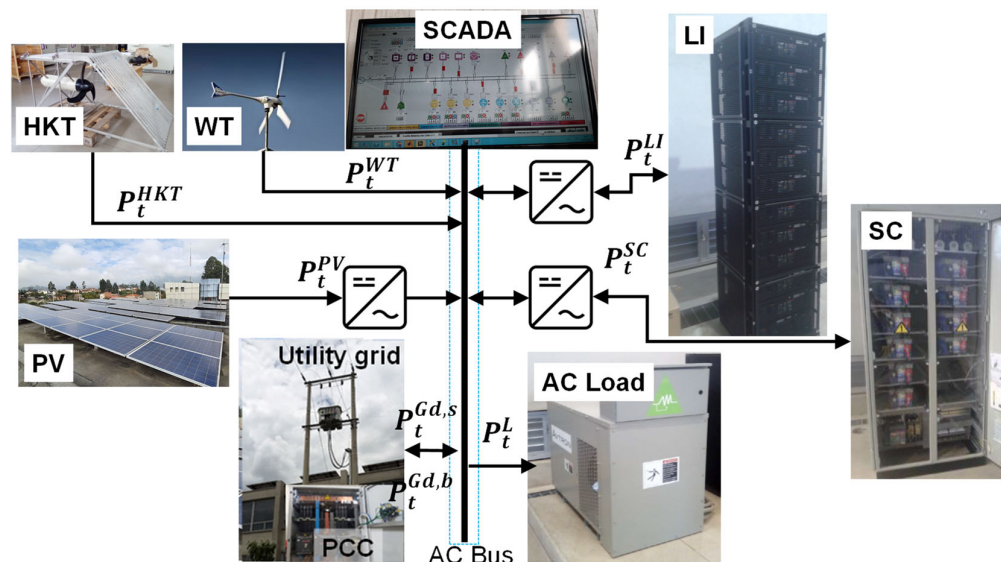 SCADA
LI
HKT
WT
P_t^{WT}
P_t^{LI}
P_t^{HKT}
SC
P_t^{PV}
P_t^{SC}
PV
Utility grid
AC Load
P_t^{Gd,s}
P_t^{L}
P_t^{Gd,b}
PCC
AC Bus